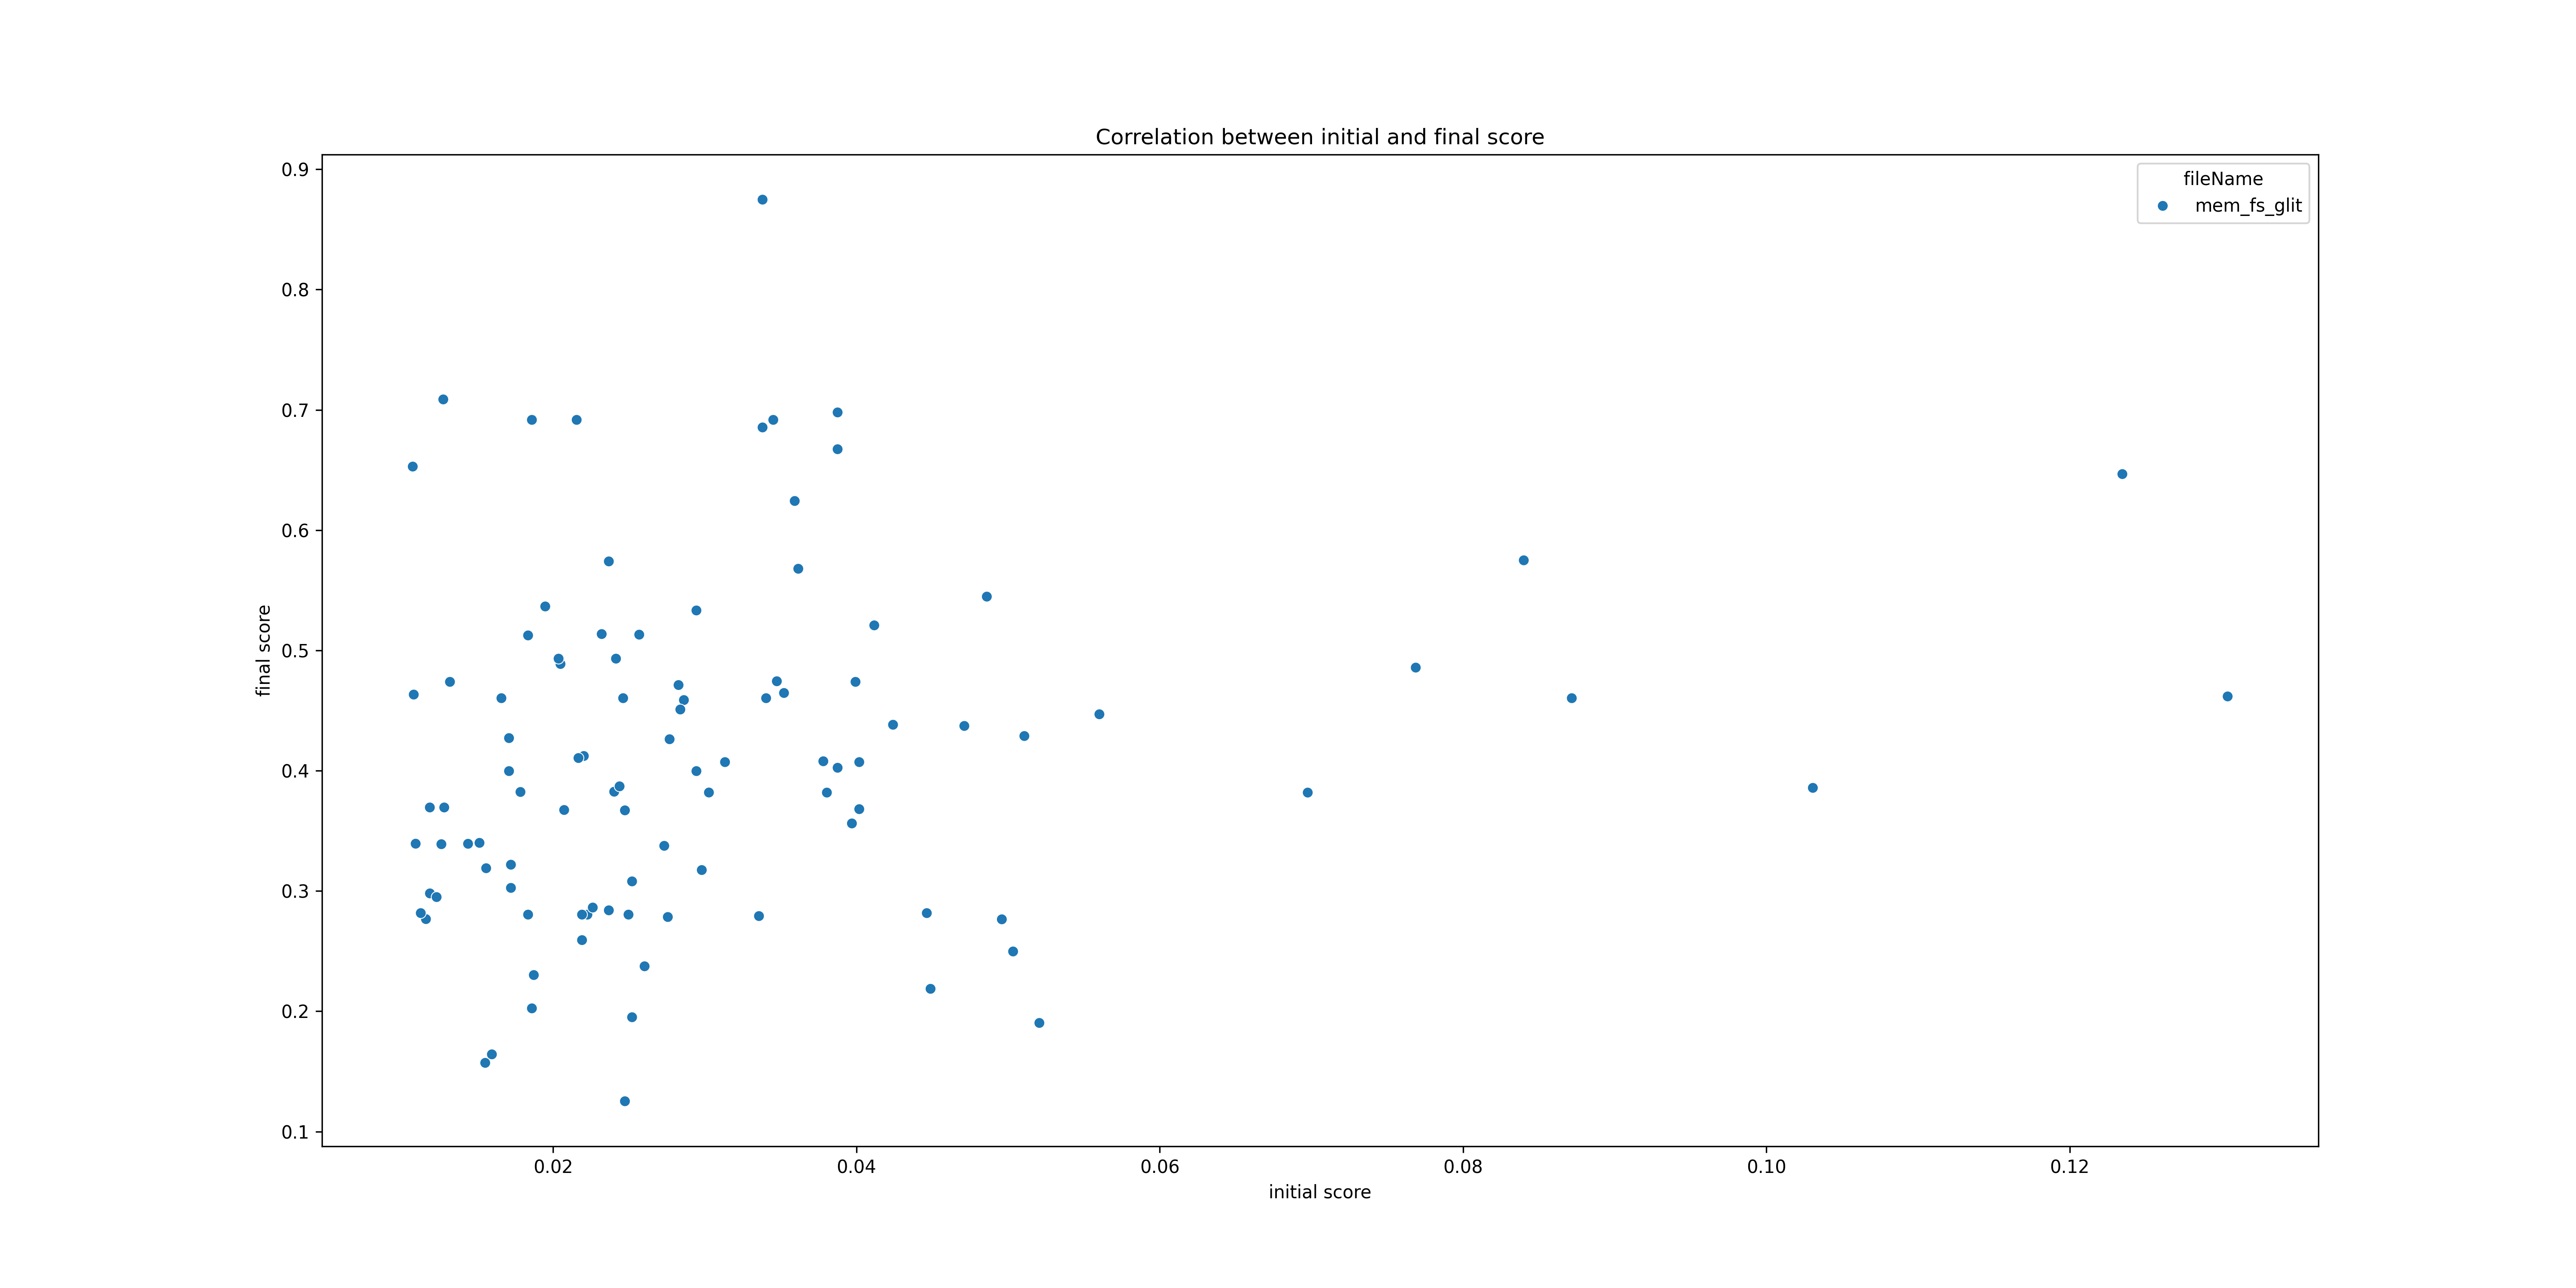 Correlation between initial and final score
fileName
mem_fs_glit
0.9
0.8
0.7
0.6
0.5
0.4
0.3
0.2
0.1
final score
0.02 0.04 0.06 0.08 0.10 0.12
initial score